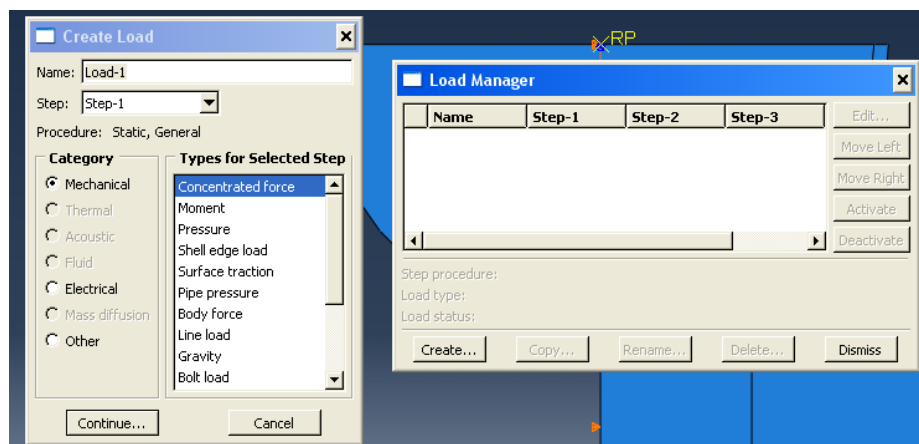 Create Load
Name: Load-1
Step: Step-1
Procedure: Static, General
Category
Mechanical
Thermal
Acoustic
Fluid
Electrical
Mass diffusion
Other
Types for Selected Step
Concentrated force
Moment
Pressure
Shell edge load
Surface traction
Pipe pressure
Body force
Line load
Gravity
Bolt load
Continue... Cancel
RP
Load Manager
Name Step-1 Step-2 Step-3
Edit...
Move Left
Move Right
Activate
Deactivate
Step procedure:
Load type:
Load status:
Create... Copy... Rename... Delete... Dismiss